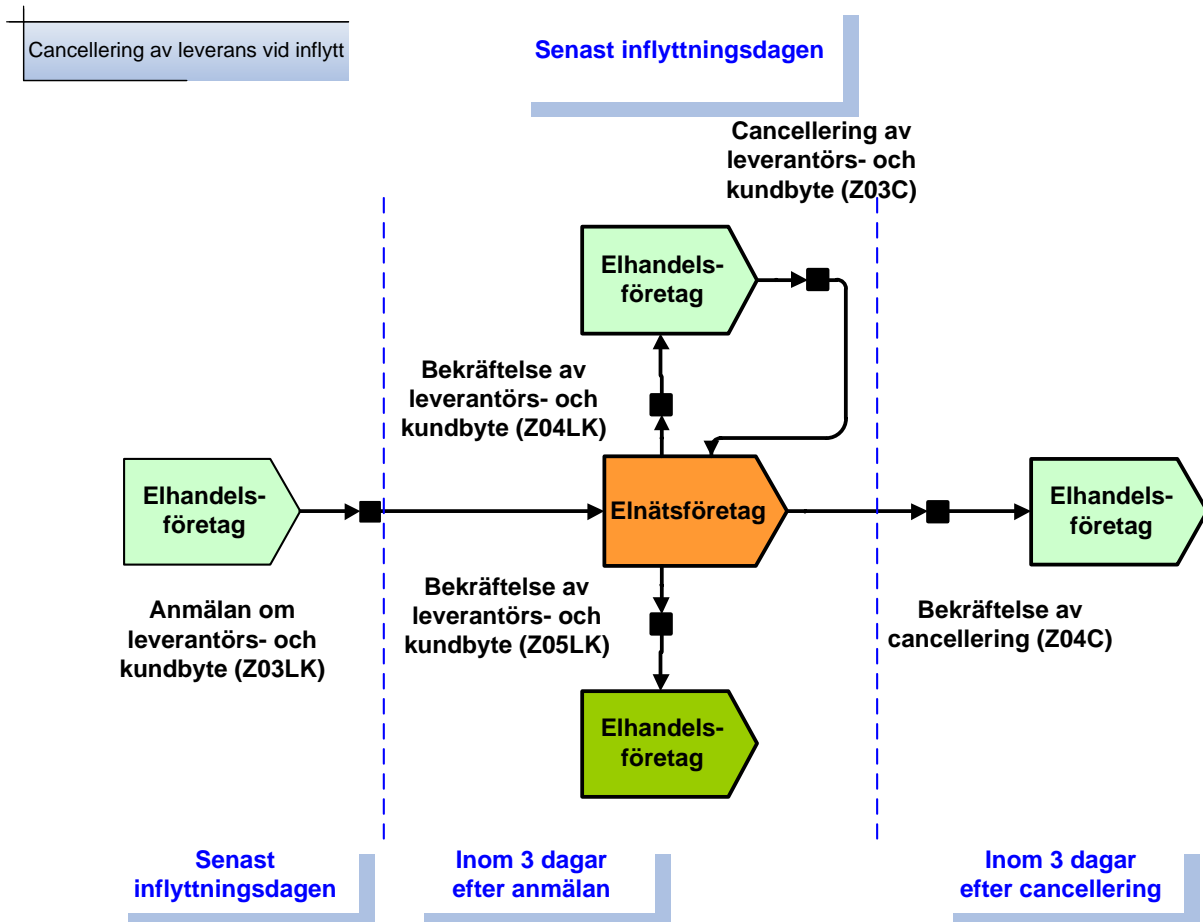 Cancellering av leverans vid inflytt
Senast inflyttningsdagen
Cancellering av
leverantörs- och
kundbyte (Z03C)
Elhandels-
företag
Bekräftelse av
leverantörs- och
kundbyte (Z04LK)
Elhandels-
företag
Elnätsföretag
Elhandels-
företag
Anmälan om
leverantörs- och
kundbyte (Z03LK)
Bekräftelse av
leverantörs- och
kundbyte (Z05LK)
Bekräftelse av
cancellering (Z04C)
Elhandels-
företag
Senast
inflyttningsdagen
Inom 3 dagar
efter anmälan
Inom 3 dagar
efter cancellering